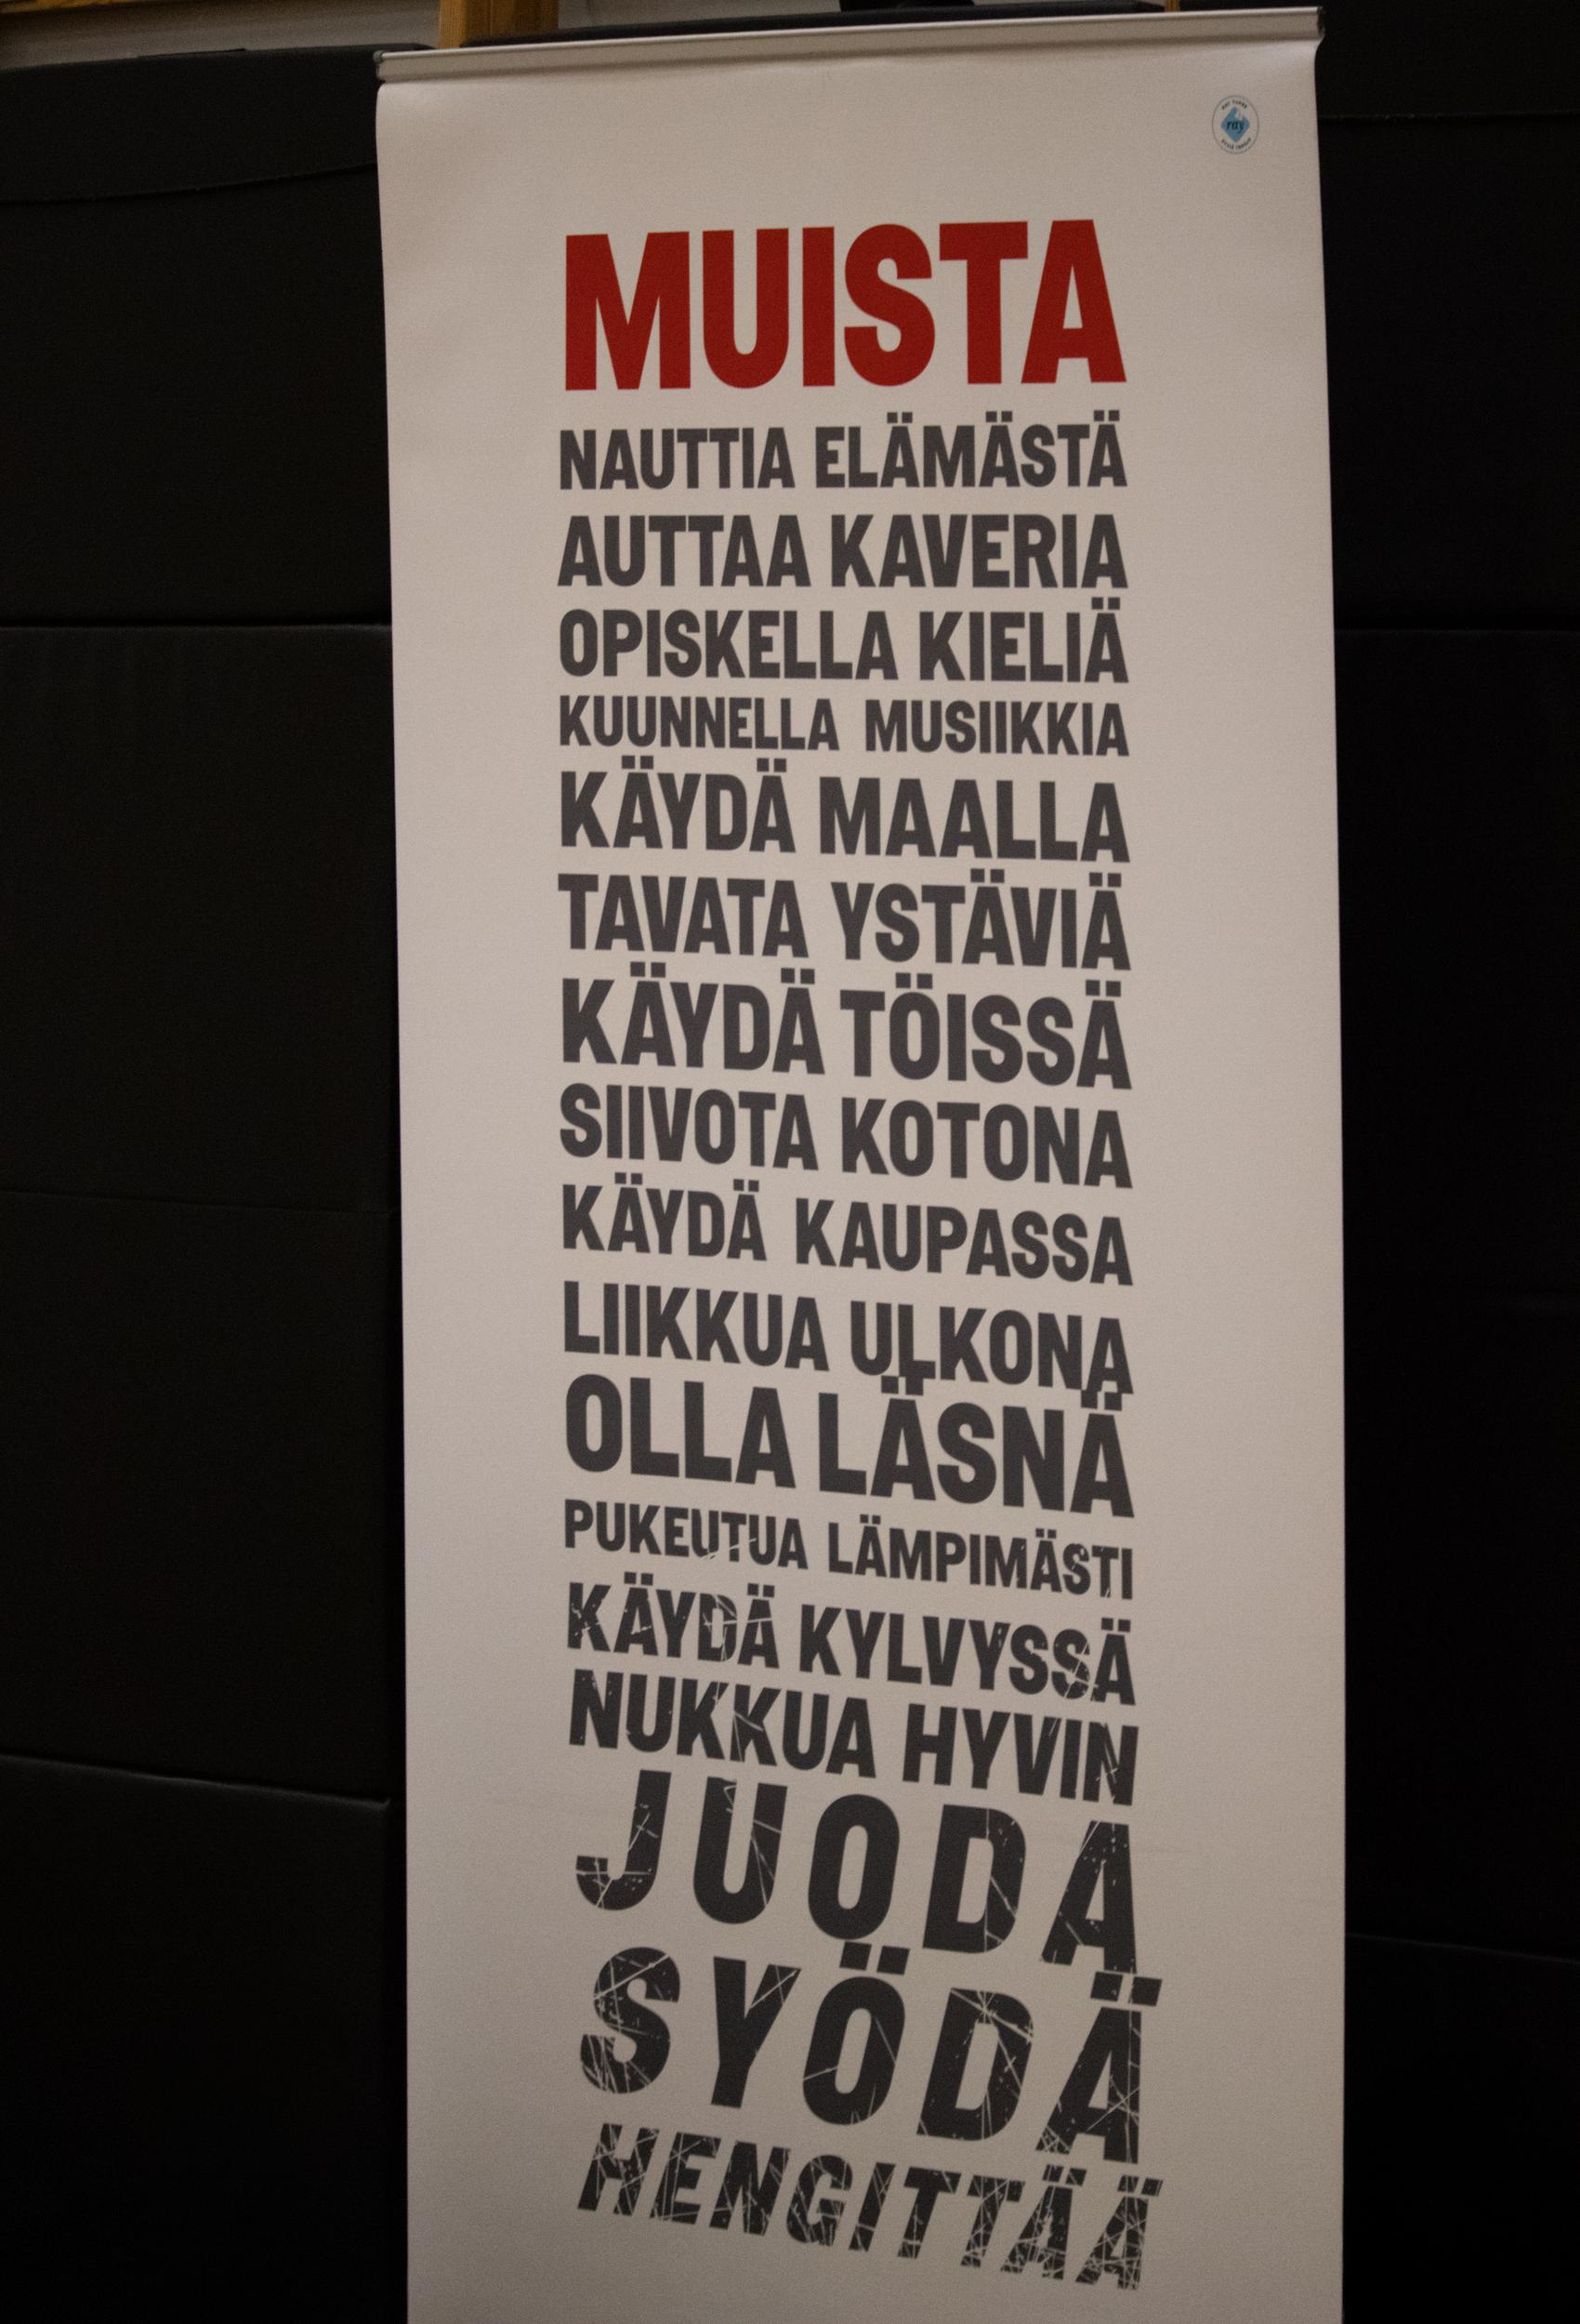 ray
MUISTA
NAUTTIA ELÄMÄSTÄ
AUTTAA KAVERIA
OPISKELLA KIELIÄ
KUUNNELLA MUSIIKKIA
KÄYDÄ MAALLA
TAVATA YSTÄVIÄ
KÄYDÄ TÖISSÄ
SIIVOTA KOTONA
KÄYDÄ KAUPASSA
LIIKKUA ULKONA
OLLA LÄSNÄ
PUKEUTUA LÄMPIMÄSTI
KÄYDÄ KYLVYSSÄ
NUKKUA HYVIN
JUODA
SYÖDÄ
HENGITTÄÄ